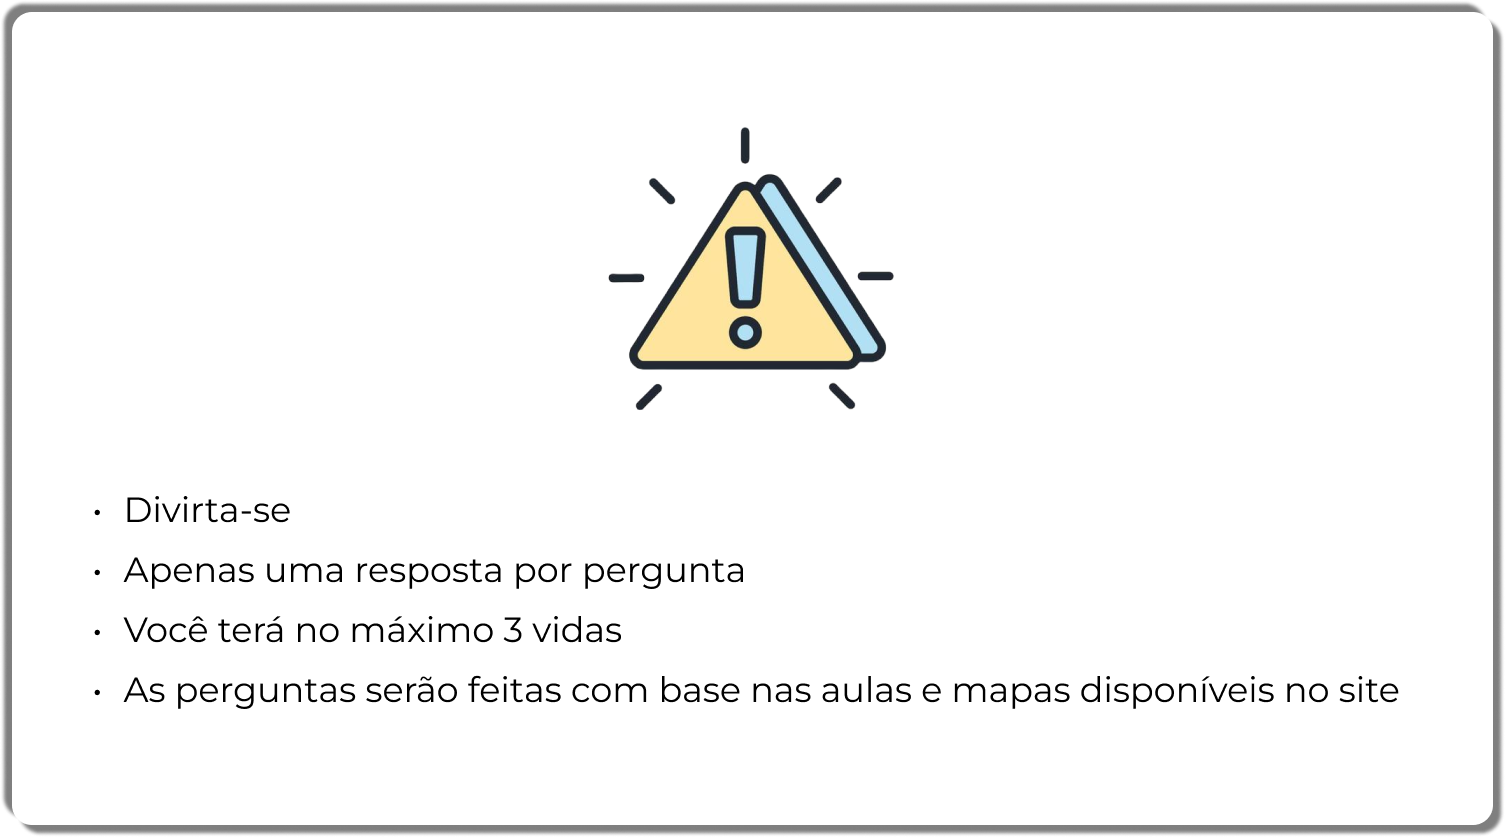 • Divirta-se
• Apenas uma resposta por pergunta
• Você terá no máximo 3 vidas
• As perguntas serão feitas com base nas aulas e mapas disponíveis no site